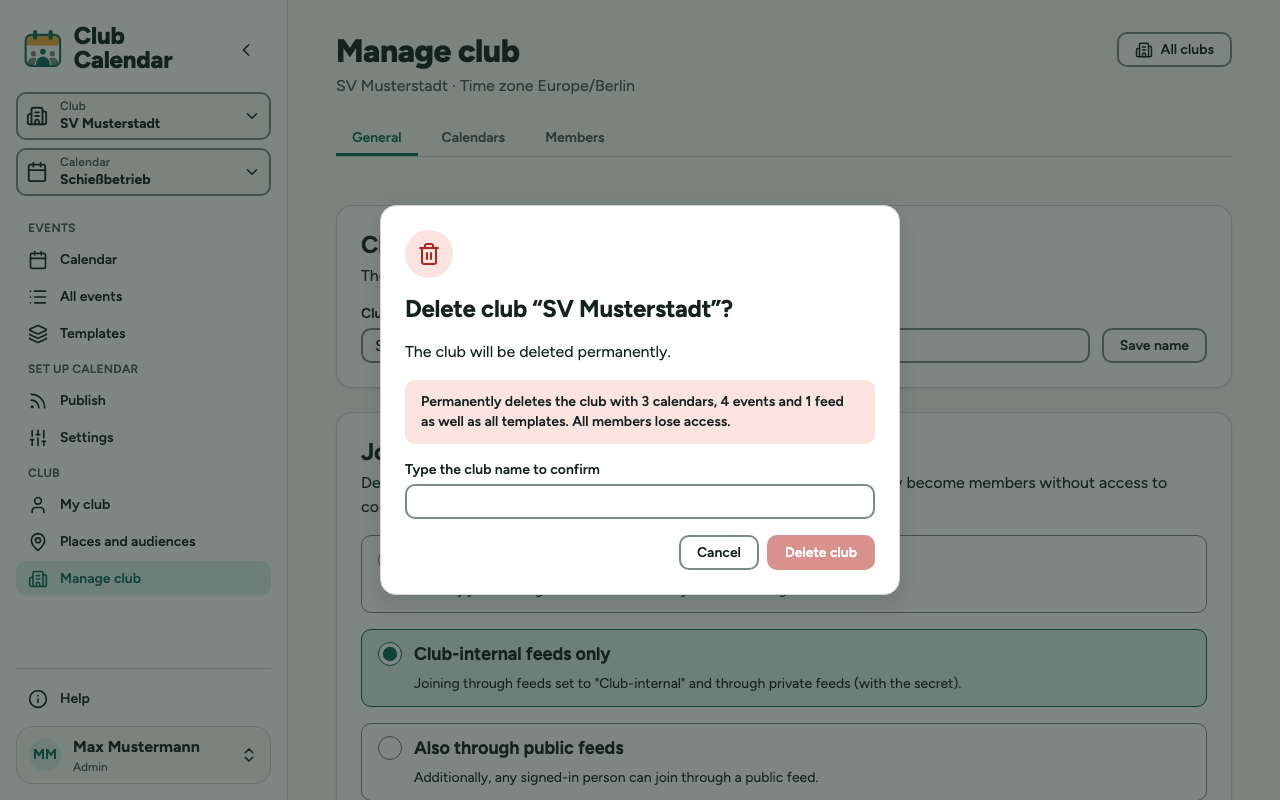 Club
Calendar
Club
SV Musterstadt
Calendar
Schießbetrieb
EVENTS
Calendar
All events
Templates
SET UP CALENDAR
Publish
Settings
CLUB
My club
Places and audiences
Manage club
Help
MM
Max Mustermann
Admin
Manage club
SV Musterstadt · Time zone Europe/Berlin
All clubs
General
Calendars
Members
Save name
Delete club “SV Musterstadt”?
The club will be deleted permanently.
Permanently deletes the club with 3 calendars, 4 events and 1 feed
as well as all templates. All members lose access.
Type the club name to confirm
Cancel
Delete club
become members without access to
Club-internal feeds only
Joining through feeds set to "Club-internal" and through private feeds (with the secret).
Also through public feeds
Additionally, any signed-in person can join through a public feed.